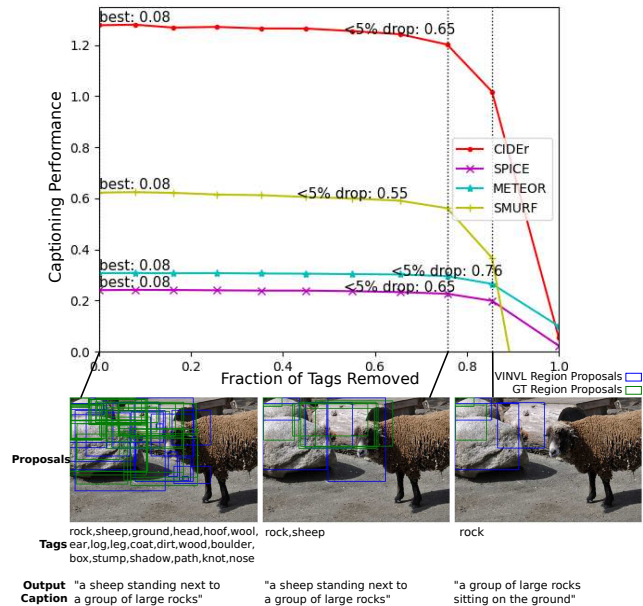 best: 0.08
<5% drop: 0.65
1.2
1.0
Captioning Performance
0.8
CIDEr
SPICE
METEOR
SMURF
best: 0.08
<5% drop: 0.55
0.6
0.4
best: 0.08
<5% drop: 0.76
best: 0.08
<5% drop: 0.65
0.2
0.0
0.0 0.2 0.4 0.6 0.8 1.0
Fraction of Tags Removed
VINVL Region Proposals
GT Region Proposals
Proposals
Tags
rock,sheep,ground,head,hoof,wool,
ear,log,leg,coat,dirt,wood,boulder,
box,stump,shadow,path,knot,nose
rock,sheep
rock
Output
Caption
"a sheep standing next to
a group of large rocks"
"a sheep standing next to
a group of large rocks"
"a group of large rocks
sitting on the ground"